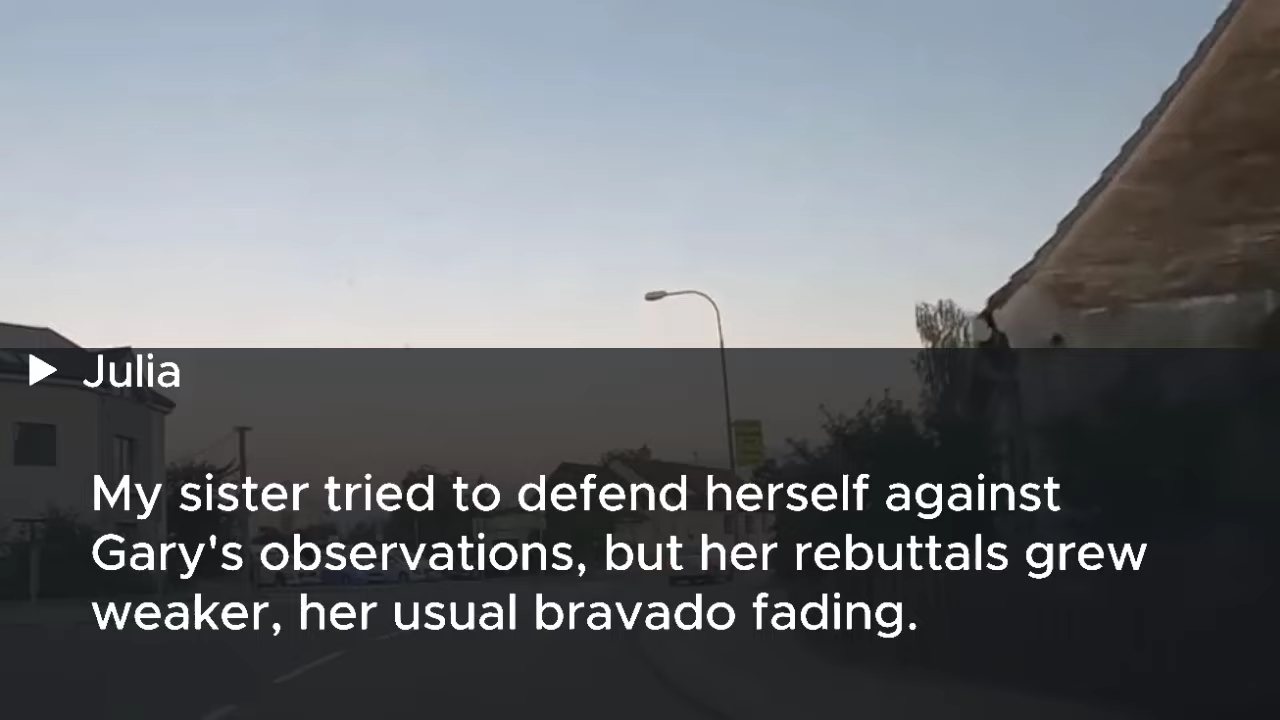 Julia
My sister tried to defend herself against
Gary's observations, but her rebuttals grew
weaker, her usual bravado fading.